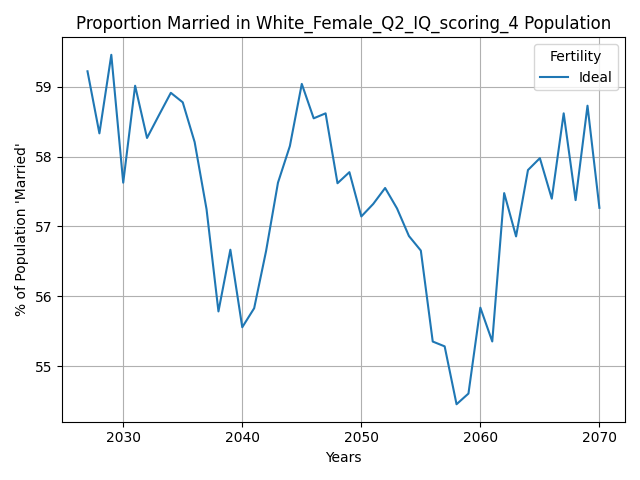 Proportion Married in White_Female_Q2_IQ_scoring_4 Population
Fertility
Ideal
% of Population 'Married'
59
58
57
56
55
2030 2040 2050 2060 2070
Years